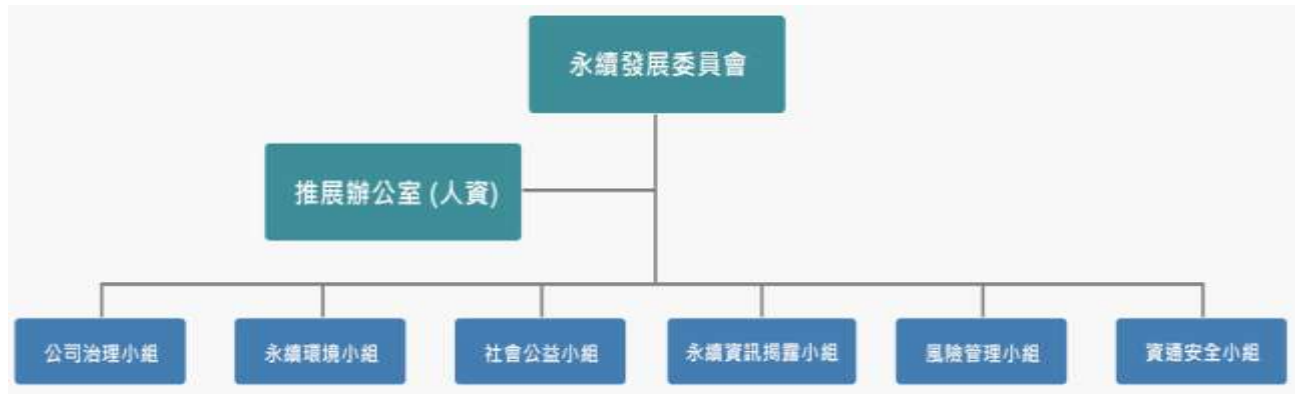 永續發展委員會
推展辦公室 (人資)
公司治理小組
永續環境小組
社會公益小組
永續資訊揭露小組
風險管理小組
資通安全小組